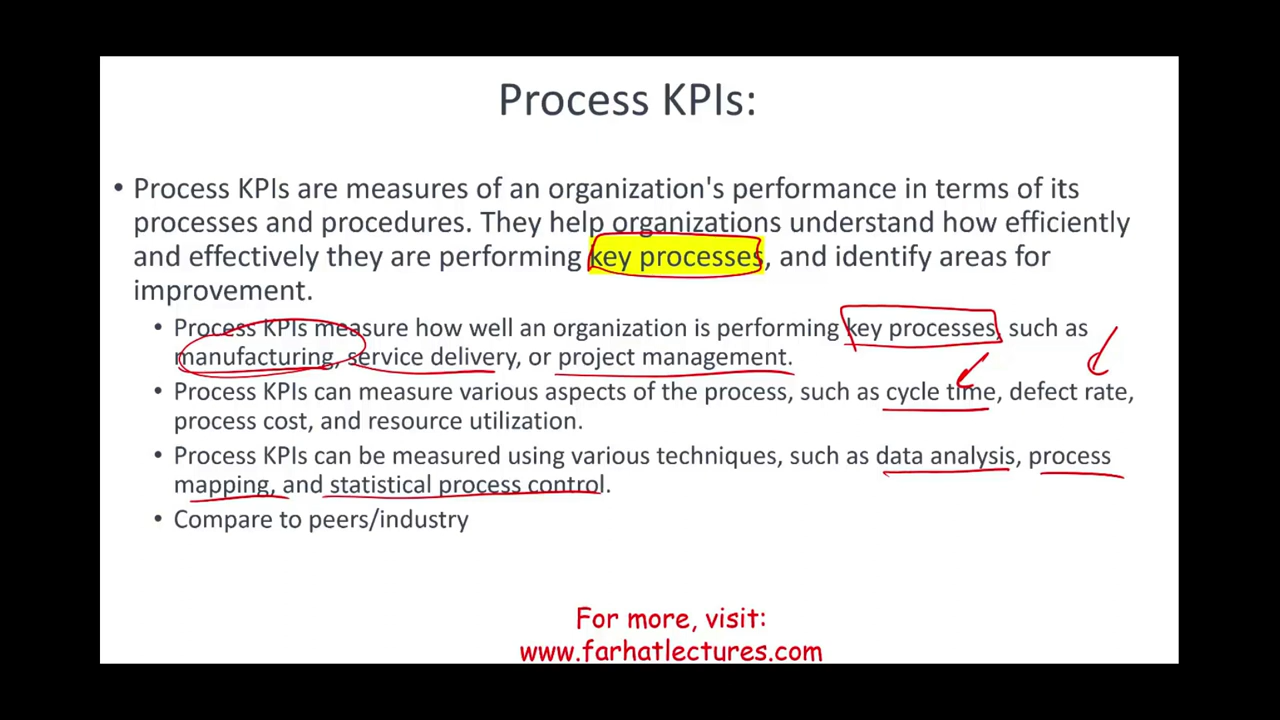 Process KPIs:
• Process KPIs are measures of an organization's performance in terms of its
processes and procedures. They help organizations understand how efficiently
and effectively they are performing key processes, and identify areas for
improvement.
• Process KPIs measure how well an organization is performing key processes, such as
manufacturing, service delivery, or project management.
• Process KPIs can measure various aspects of the process, such as cycle time, defect rate,
process cost, and resource utilization.
• Process KPIs can be measured using various techniques, such as data analysis, process
mapping, and statistical process control.
• Compare to peers/industry
For more, visit:
www.farhatlectures.com